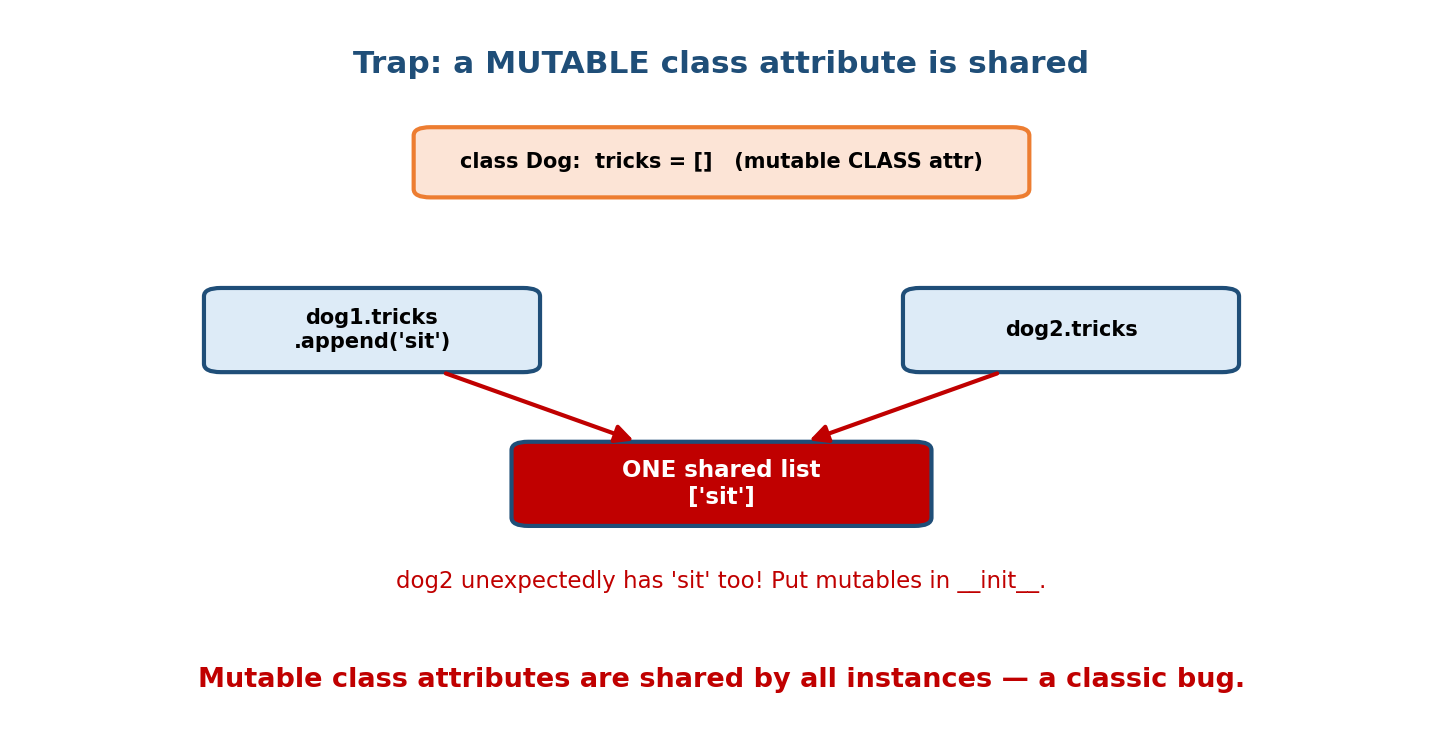 Trap: a MUTABLE class attribute is shared
class Dog:  tricks = []   (mutable CLASS attr)
dog1.tricks
.append('sit')
dog2.tricks
ONE shared list
['sit']
dog2 unexpectedly has 'sit' too! Put mutables in __init__.
Mutable class attributes are shared by all instances — a classic bug.